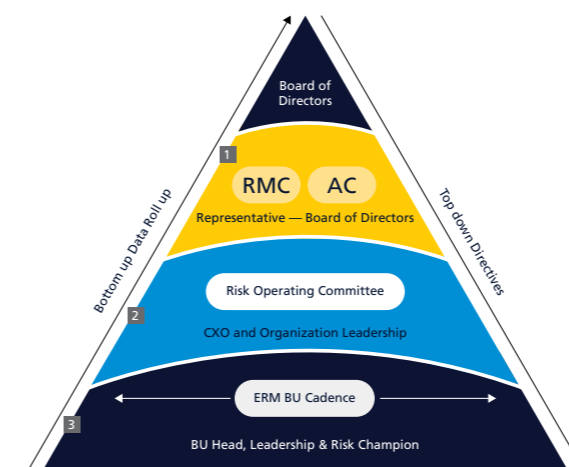 Board of
Directors
1
RMC
AC
Representative — Board of Directors
Bottom up Data Roll up
Top down Directives
Risk Operating Committee
2
CXO and Organization Leadership
ERM BU Cadence
3
BU Head, Leadership & Risk Champion